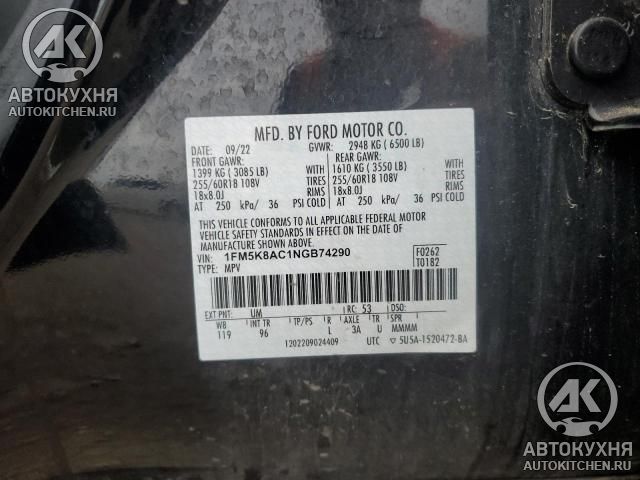 АВТОКУХНЯ
AUTOKITCHEN.RU
MFD. BY FORD MOTOR CO.
DATE: 09/22 GVWR: 2948 KG ( 6500 LB)
FRONT GAWR: REAR GAWR:
1399 KG ( 3085 LB) WITH 1610 KG ( 3550 LB) WITH
255/60R18 108V TIRES 255/60R18 108V TIRES
18x8.0J RIMS 18x8.0J RIMS
AT 250 kPa/ 36 PSI COLD AT 250 kPa/ 36 PSI COLD
THIS VEHICLE CONFORMS TO ALL APPLICABLE FEDERAL MOTOR
VEHICLE SAFETY STANDARDS IN EFFECT ON THE DATE OF
MANUFACTURE SHOWN ABOVE.
VIN: 1FM5K8AC1NGB74290 F0262
TYPE: MPV T0182
EXT PNT: UM RC: 53 DSO:
WB INT TR TP/PS R AXLE TR SPR
119 96 L 3A U MMMM
1202209024409 UTC ▽ 5U5A-1520472-BA
AK
АВТОКУХНЯ
AUTOKITCHEN.RU